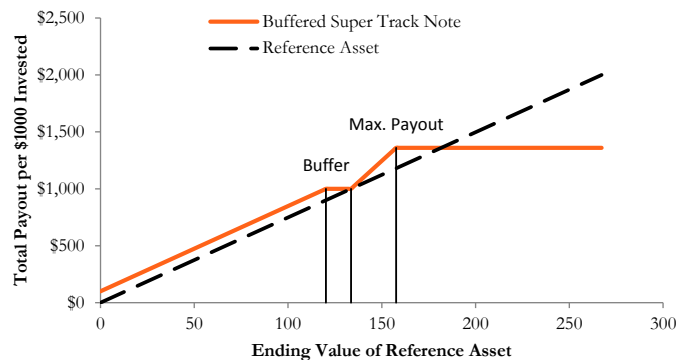 Buffered Super Track Note
Reference Asset
Total Payout per $1000 Invested
$2,500
$2,000
$1,500
$1,000
$500
$0
Max. Payout
Buffer
0 50 100 150 200 250 300
Ending Value of Reference Asset